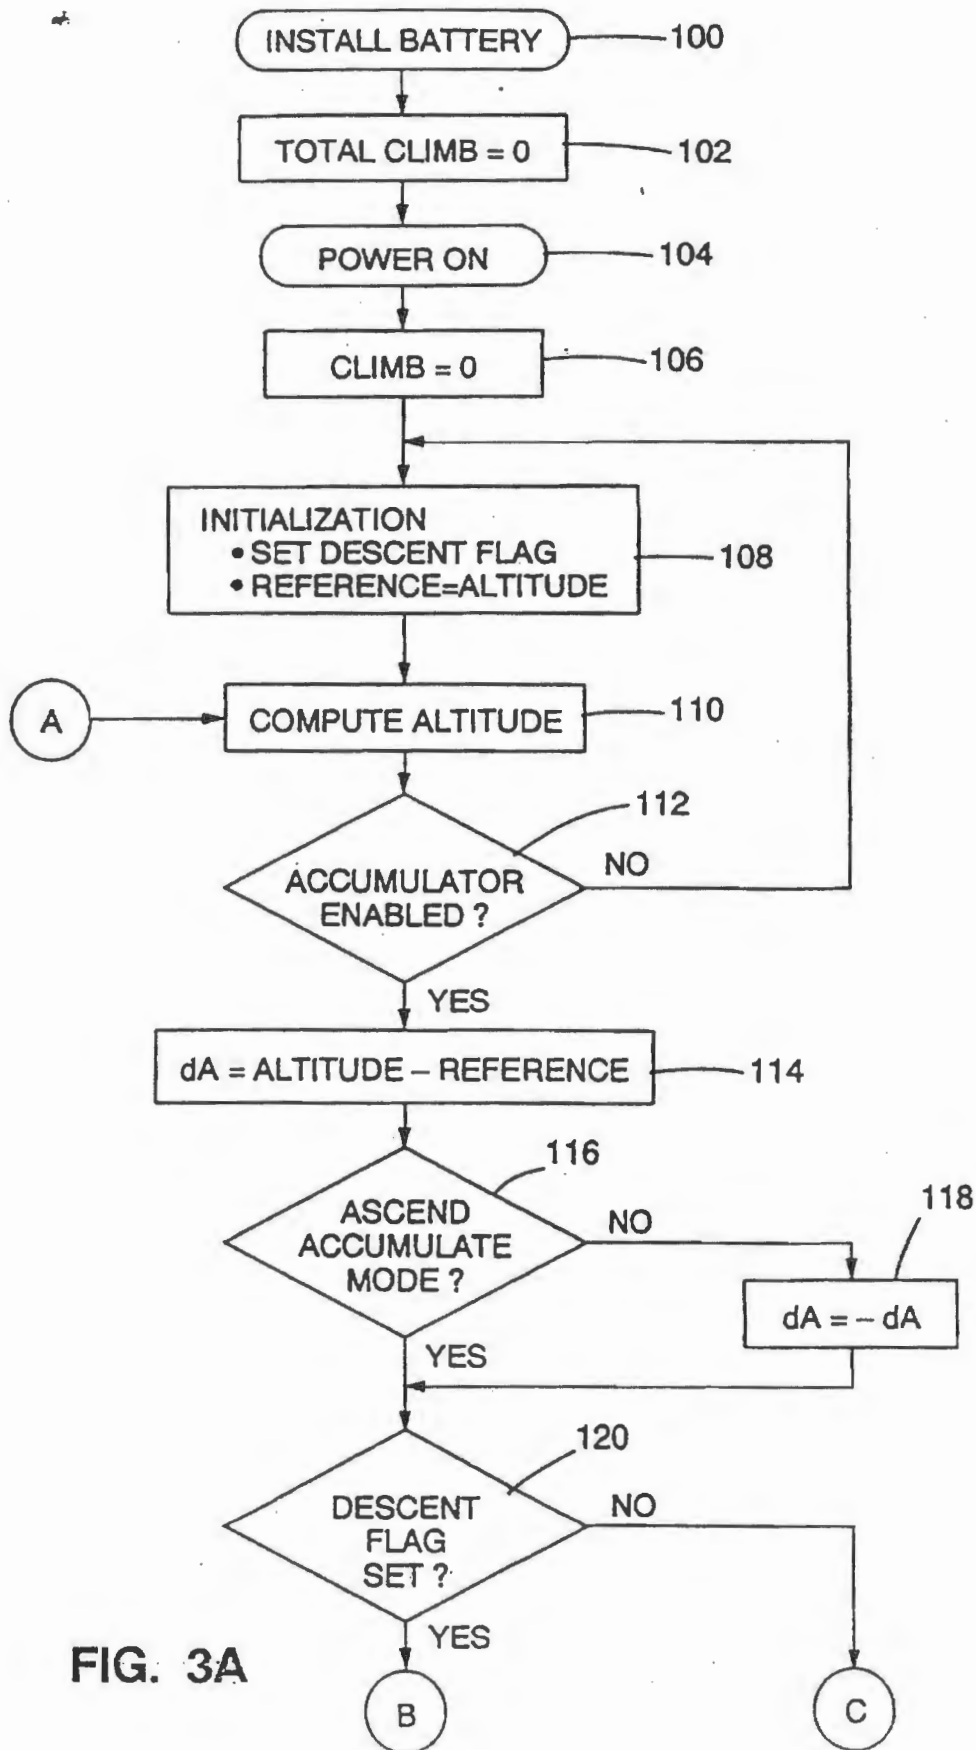 INSTALL BATTERY
100
TOTAL CLIMB = 0
102
POWER ON
104
CLIMB = 0
106
INITIALIZATION
• SET DESCENT FLAG
• REFERENCE=ALTITUDE
108
A
COMPUTE ALTITUDE
110
112
ACCUMULATOR
ENABLED ?
NO
YES
dA = ALTITUDE – REFERENCE
114
116
ASCEND
ACCUMULATE
MODE ?
NO
118
dA = – dA
YES
120
DESCENT
FLAG
SET ?
NO
YES
FIG. 3A
B
C